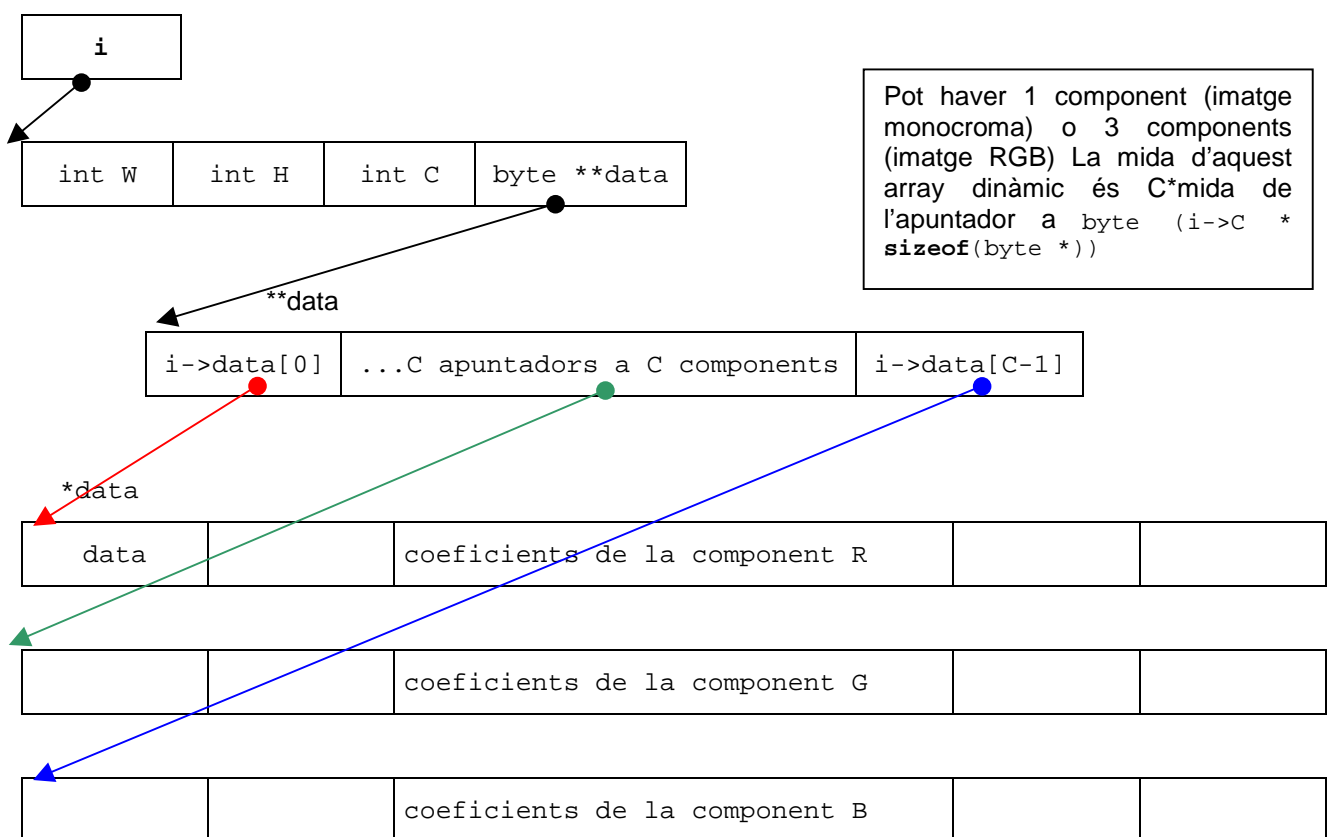 i
Pot haver 1 component (imatge
monocroma) o 3 components
(imatge RGB) La mida d'aquest
array dinàmic és C*mida de
l'apuntador a byte (i->C *
sizeof(byte *))
int W int H int C byte **data
**data
i->data[0] ...C apuntadors a C components i->data[C-1]
*data
data coeficients de la component R
coeficients de la component G
coeficients de la component B